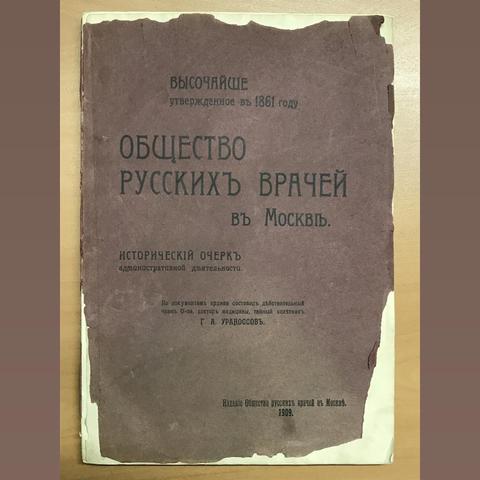 ВЫСОЧАЙШЕ
утвержденное въ 1861 году
ОБЩЕСТВО
РУССКИХЪ ВРАЧЕЙ
въ Москвѣ.
ИСТОРИЧЕСКІЙ ОЧЕРКЪ
административной дѣятельности.
По документамъ архива составилъ дѣйствительный
членъ О-ва, докторъ медицины, тайный совѣтникъ
Г. А. УРАНОССОВЪ.
Изданіе Общества русскихъ врачей въ Москвѣ.
1909.